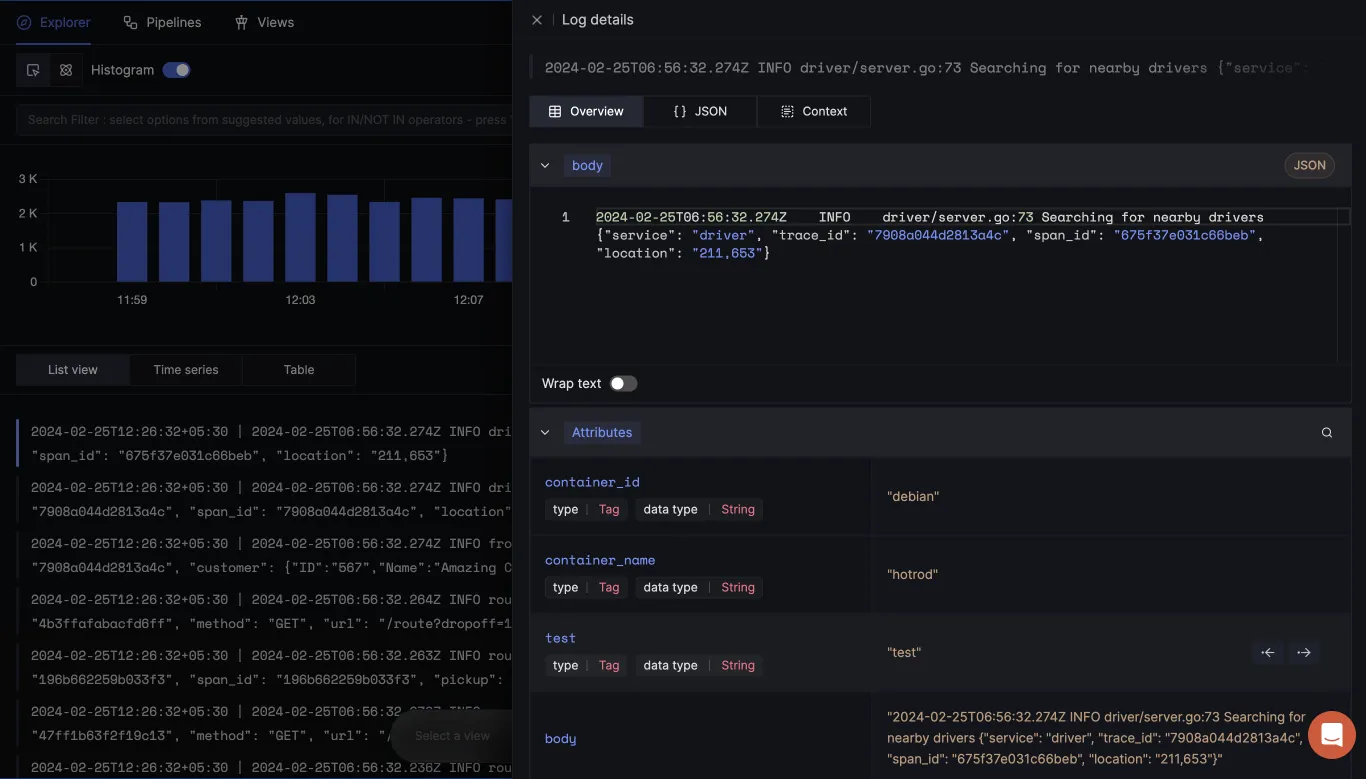 Explorer
Pipelines
Views
Histogram
Search Filter : select options from suggested values, for IN/NOT IN operators - press
3 K
2 K
1 K
0
11:59
12:03
12:07
List view
Time series
Table
2024-02-25T12:26:32+05:30 | 2024-02-25T06:56:32.274Z INFO dri
"span_id": "675f37e031c66beb", "location": "211,653"}
2024-02-25T12:26:32+05:30 | 2024-02-25T06:56:32.274Z INFO dri
"7908a044d2813a4c", "span_id": "7908a044d2813a4c", "location"
2024-02-25T12:26:32+05:30 | 2024-02-25T06:56:32.274Z INFO fro
"7908a044d2813a4c", "customer": {"ID":"567","Name":"Amazing C
2024-02-25T12:26:32+05:30 | 2024-02-25T06:56:32.264Z INFO rou
"4b3ffafabacfd6ff", "method": "GET", "url": "/route?dropoff=1
2024-02-25T12:26:32+05:30 | 2024-02-25T06:56:32.263Z INFO rou
"196b662259b033f3", "span_id": "196b662259b033f3", "pickup":
2024-02-25T12:26:32+05:30 | INFO
"47ff1b63f2f19c13", "method": "GET", "url": "/
Select a view
2024-02-25T12:26:32+05:30 | 2024-02-25T06:56:32.236Z INFO rou
Log details
2024-02-25T06:56:32.274Z INFO driver/server.go:73 Searching for nearby drivers {"service":
Overview
{} JSON
Context
body
JSON
1 2024-02-25T06:56:32.274Z INFO driver/server.go:73 Searching for nearby drivers
{"service": "driver", "trace_id": "7908a044d2813a4c", "span_id": "675f37e031c66beb",
"location": "211,653"}
Wrap text
Attributes
container_id
type Tag data type String
"debian"
container_name
type Tag data type String
"hotrod"
test
type Tag data type String
"test"
body
"2024-02-25T06:56:32.274Z INFO driver/server.go:73 Searching for
nearby drivers {"service": "driver", "trace_id": "7908a044d2813a4c",
"span_id": "675f37e031c66beb", "location": "211,653"}"